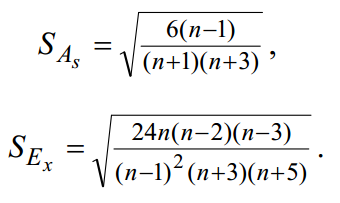 S_{A_s} = \sqrt{\frac{6(n-1)}{(n+1)(n+3)}} ,
S_{E_x} = \sqrt{\frac{24n(n-2)(n-3)}{(n-1)^2(n+3)(n+5)}} .